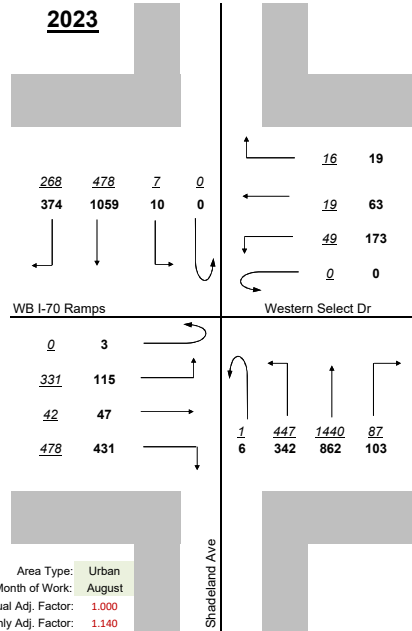 2023
16 19
268 478 7 0
374 1059 10 0
19 63
49 173
0 0
WB I-70 Ramps
Western Select Dr
0 3
331 115
42 47
478 431
1 447 1440 87
6 342 862 103
Shadeland Ave
Area Type: Urban
Month of Work: August
ual Adj. Factor: 1.000
nly Adj. Factor: 1.140